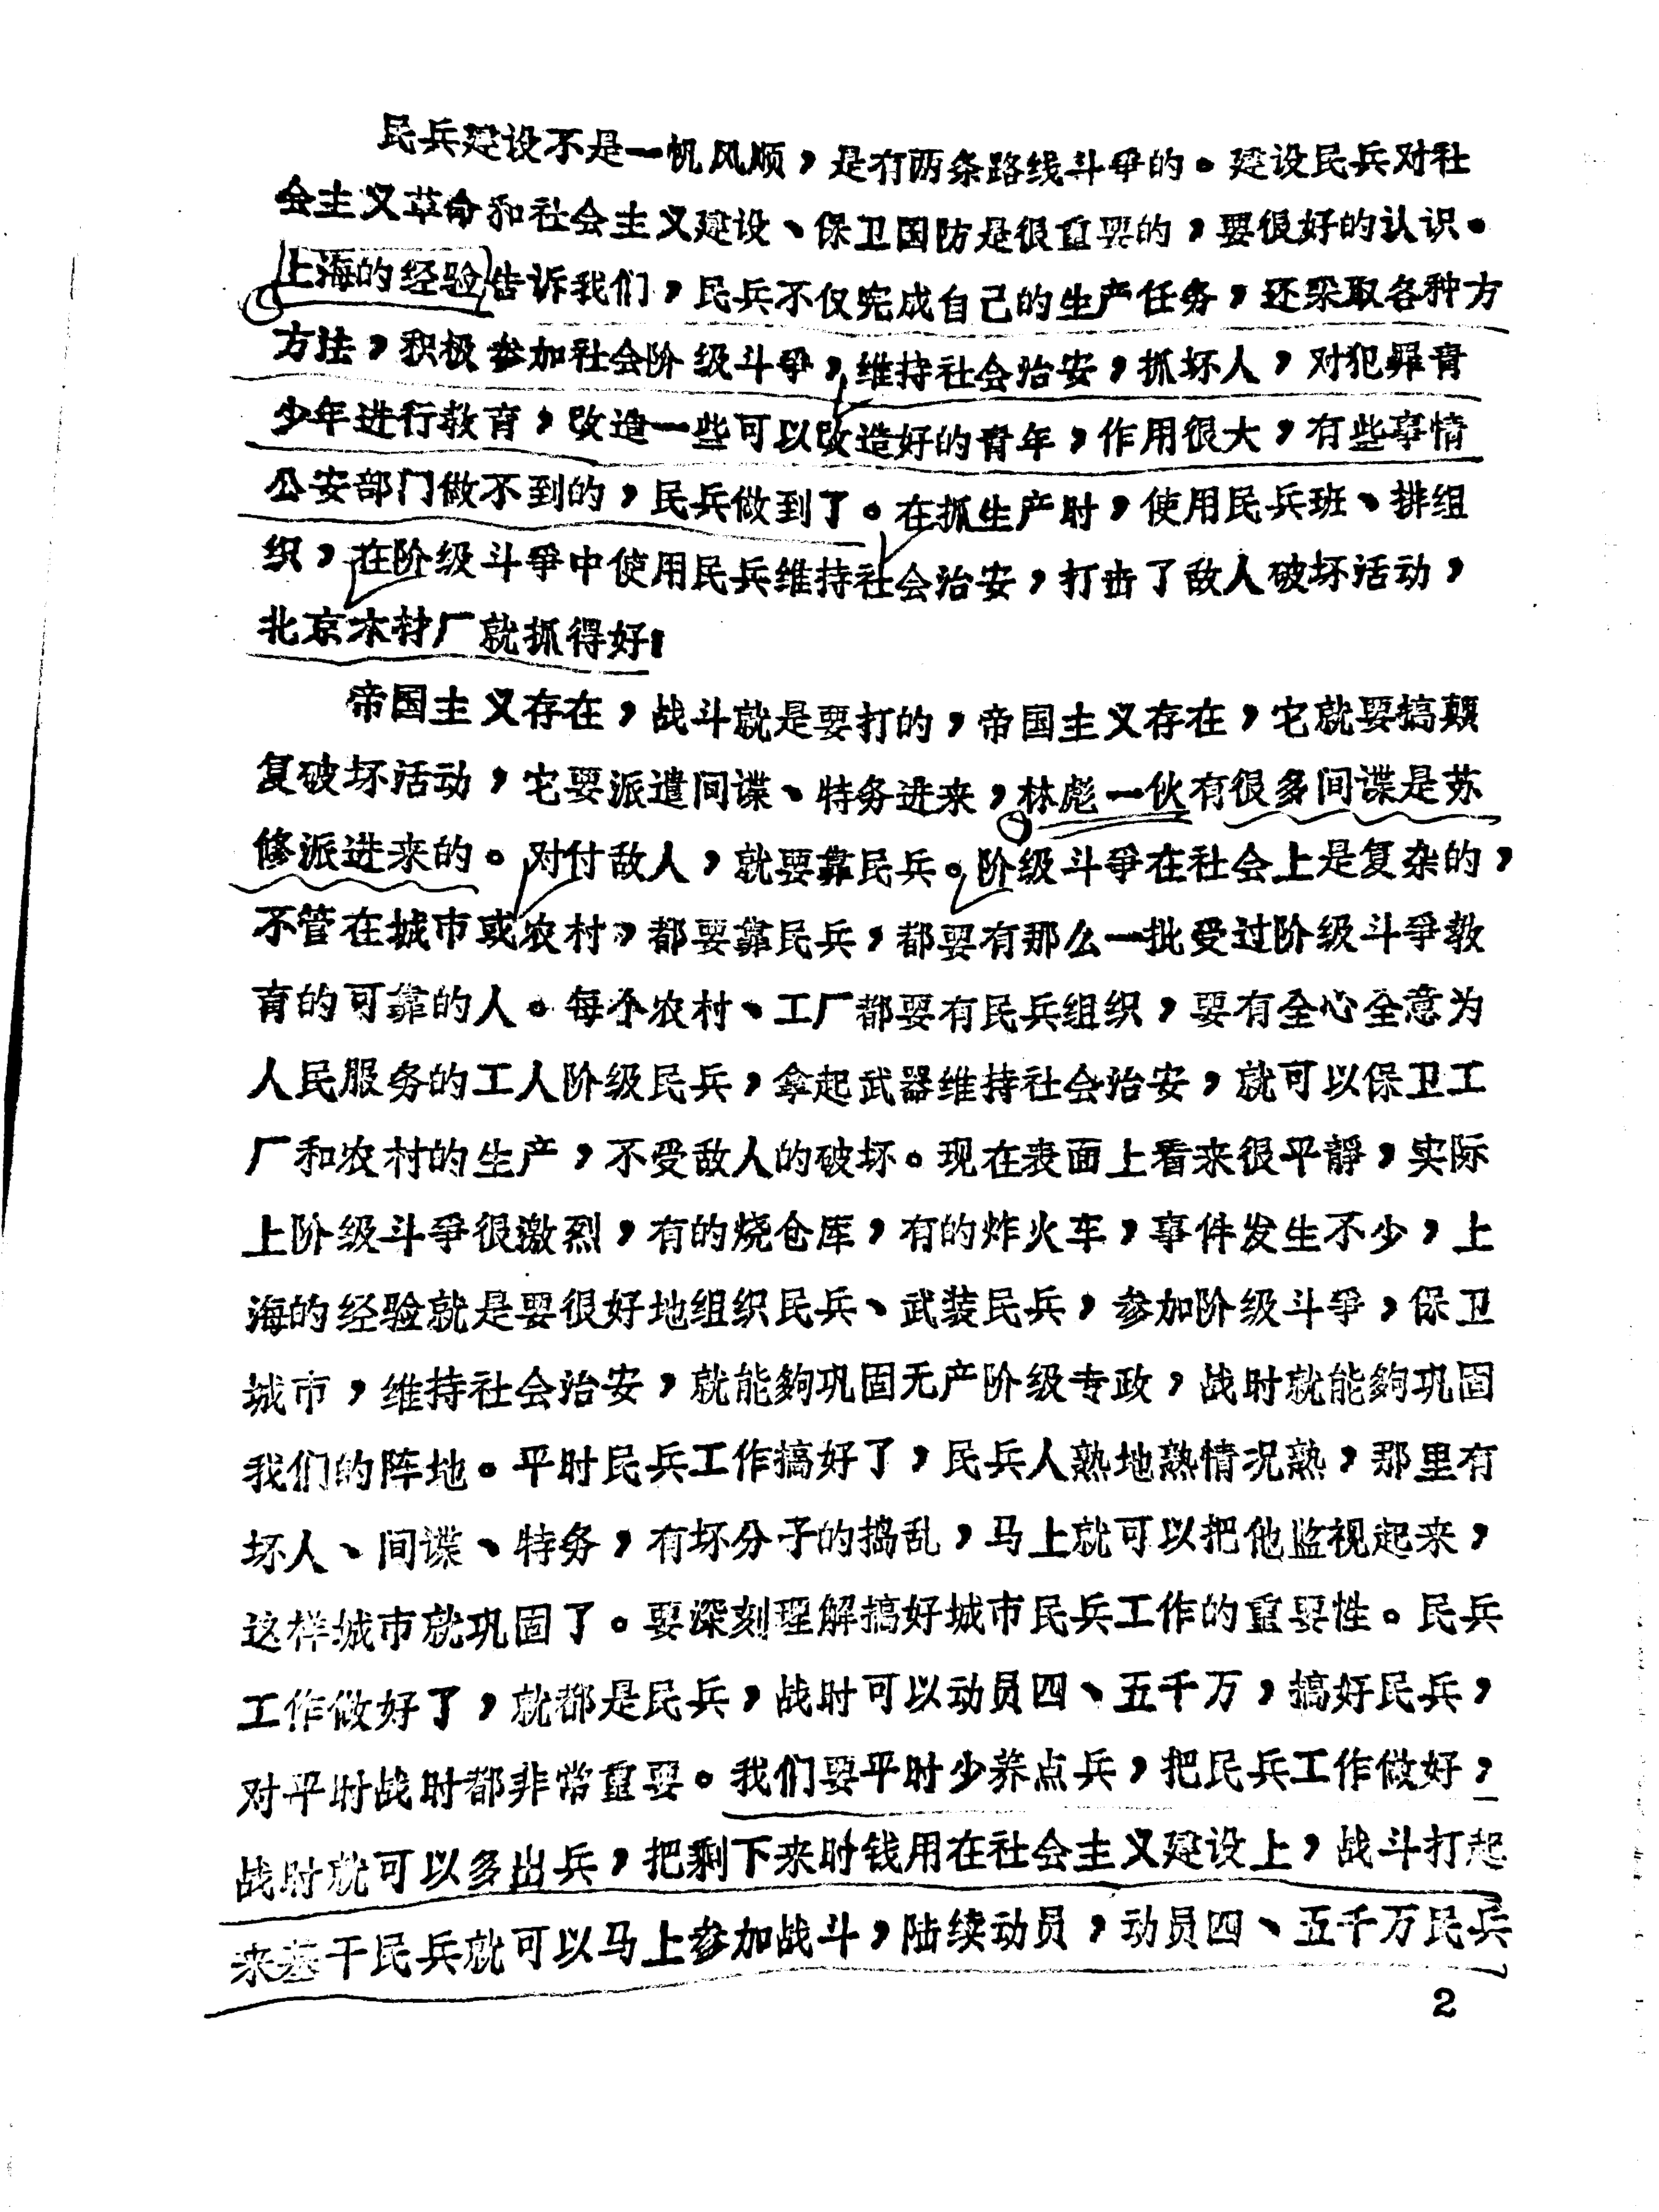 民兵建设不是一帆风顺，是有两条路线斗争的。建设民兵对社
会主义革命和社会主义建设、保卫国防是很重要的，要很好的认识。
上海的经验告诉我们，民兵不仅完成自己的生产任务，还采取各种方
方法，积极参加社会阶级斗争，维持社会治安，抓坏人，对犯罪青
少年进行教育，改造一些可以改造好的青年，作用很大，有些事情
公安部门做不到的，民兵做到了。在抓生产时，使用民兵班、排组
织，在阶级斗争中使用民兵维持社会治安，打击了敌人破坏活动，
北京木材厂就抓得好！
帝国主义存在，战斗就是要打的，帝国主义存在，它就要搞颠
复破坏活动，它要派遣间谍、特务进来，林彪一伙有很多间谍是苏
修派进来的。对付敌人，就要靠民兵。阶级斗争在社会上是复杂的，
不管在城市或农村，都要靠民兵，都要有那么一批受过阶级斗争教
育的可靠的人。每个农村、工厂都要有民兵组织，要有全心全意为
人民服务的工人阶级民兵，拿起武器维持社会治安，就可以保卫工
厂和农村的生产，不受敌人的破坏。现在表面上看来很平静，实际
上阶级斗争很激烈，有的烧仓库，有的炸火车，事件发生不少，上
海的经验就是要很好地组织民兵、武装民兵，参加阶级斗争，保卫
城市，维持社会治安，就能夠巩固无产阶级专政，战时就能夠巩固
我们的阵地。平时民兵工作搞好了，民兵人熟地熟情况熟，那里有
坏人、间谍、特务，有坏分子的捣乱，马上就可以把他监视起来，
这样城市就巩固了。要深刻理解搞好城市民兵工作的重要性。民兵
工作做好了，就都是民兵，战时可以动员四、五千万，搞好民兵，
对平时战时都非常重要。我们要平时少养点兵，把民兵工作做好，
战时就可以多出兵，把剩下来时钱用在社会主义建设上，战斗打起
来基干民兵就可以马上参加战斗，陆续动员，动员四、五千万民兵
2